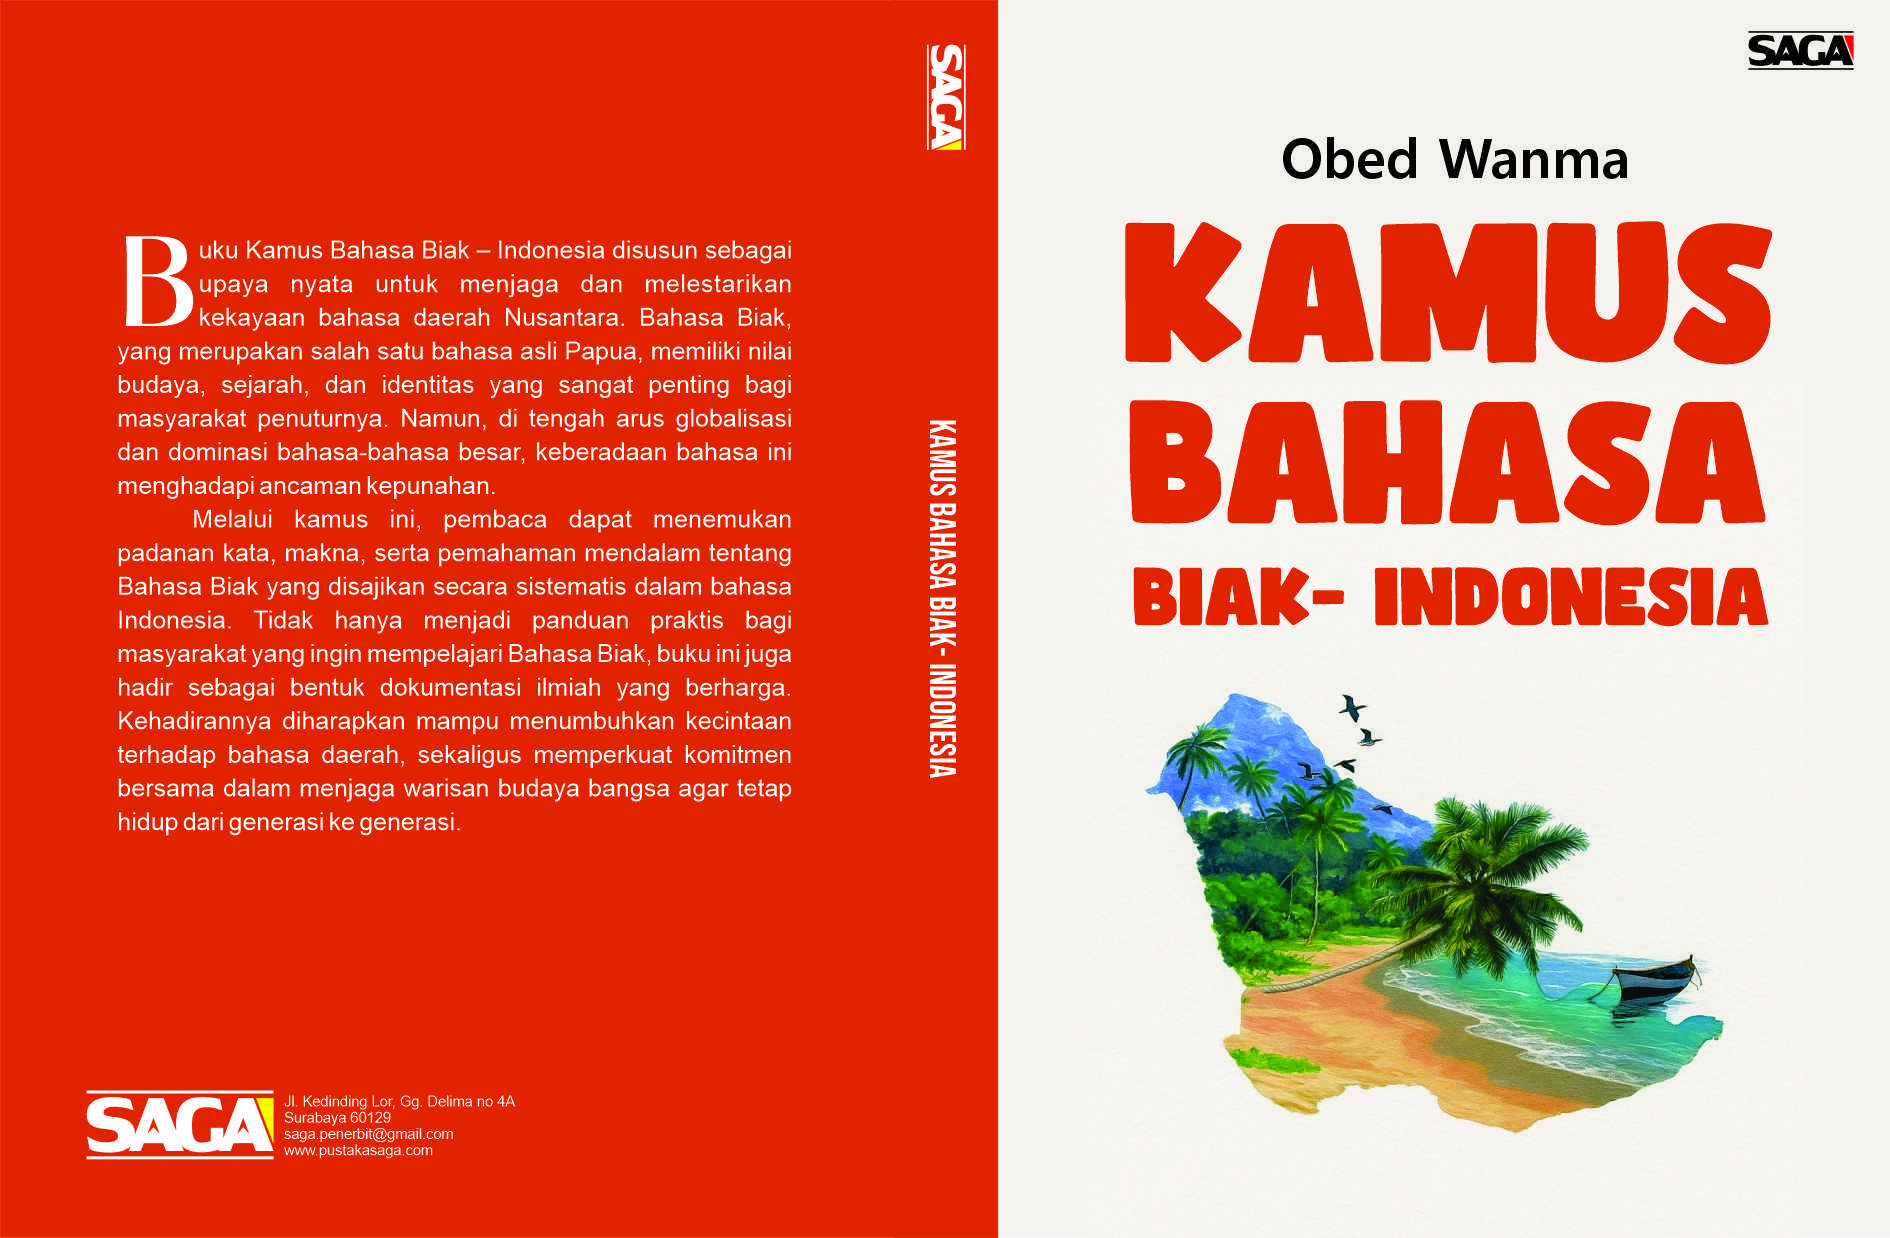 Buku Kamus Bahasa Biak – Indonesia disusun sebagai
upaya nyata untuk menjaga dan melestarikan
kekayaan bahasa daerah Nusantara. Bahasa Biak,
yang merupakan salah satu bahasa asli Papua, memiliki nilai
budaya, sejarah, dan identitas yang sangat penting bagi
masyarakat penuturnya. Namun, di tengah arus globalisasi
dan dominasi bahasa-bahasa besar, keberadaan bahasa ini
menghadapi ancaman kepunahan.
Melalui kamus ini, pembaca dapat menemukan
padanan kata, makna, serta pemahaman mendalam tentang
Bahasa Biak yang disajikan secara sistematis dalam bahasa
Indonesia. Tidak hanya menjadi panduan praktis bagi
masyarakat yang ingin mempelajari Bahasa Biak, buku ini juga
hadir sebagai bentuk dokumentasi ilmiah yang berharga.
Kehadirannya diharapkan mampu menumbuhkan kecintaan
terhadap bahasa daerah, sekaligus memperkuat komitmen
bersama dalam menjaga warisan budaya bangsa agar tetap
hidup dari generasi ke generasi.
SAGA
Jl. Kedinding Lor, Gg. Delima no 4A
Surabaya 60129
saga.penerbit@gmail.com
www.pustakasaga.com
SAGA
KAMUS BAHASA BIAK- INDONESIA
SAGA
Obed Wanma
KAMUS
BAHASA
BIAK- INDONESIA